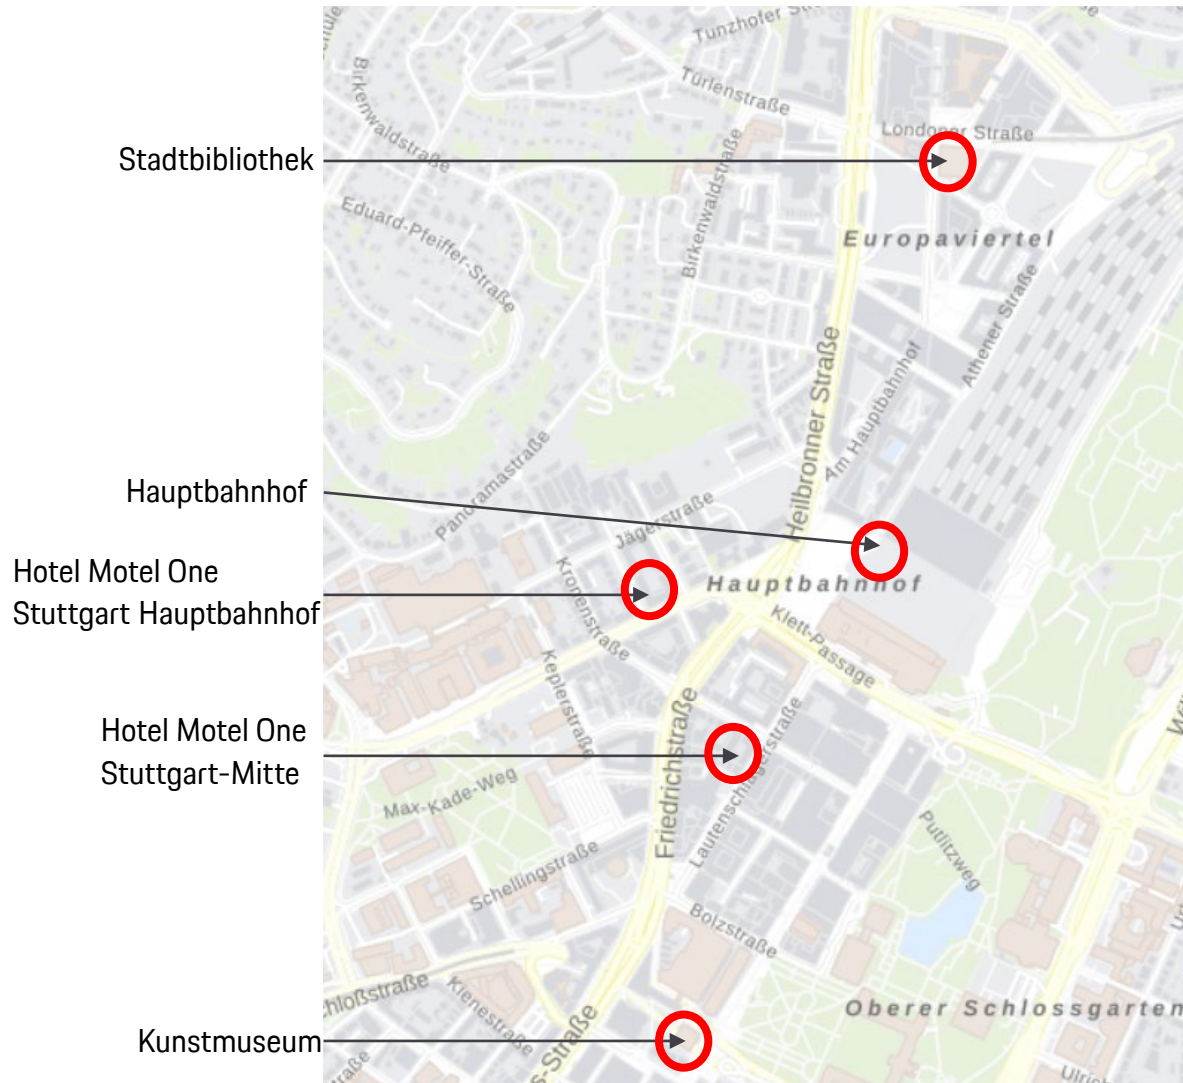 Tunzhofer
Türlenstraße
Birkenwaldstraße
Londoner Straße
Stadtbibliothek
Birkenwaldstraße
Eduard-Pfeiffer-Straße
Europaviertel
Athener Straße
Heilbronner Straße
Am Hauptbahnhof
Panoramastraße
Hauptbahnhof
Jägerstraße
Hotel Motel One
Stuttgart Hauptbahnhof
Kronenstraße
Hauptbahnhof
Klett-Passage
Keplerstraße
Friedrichstraße
Lautenschlagerstraße
Hotel Motel One
Stuttgart-Mitte
Max-Kade-Weg
Putlitzweg
Schellingstraße
Bolzstraße
Kienestraße
Oberer Schlossgarten
Kunstmuseum